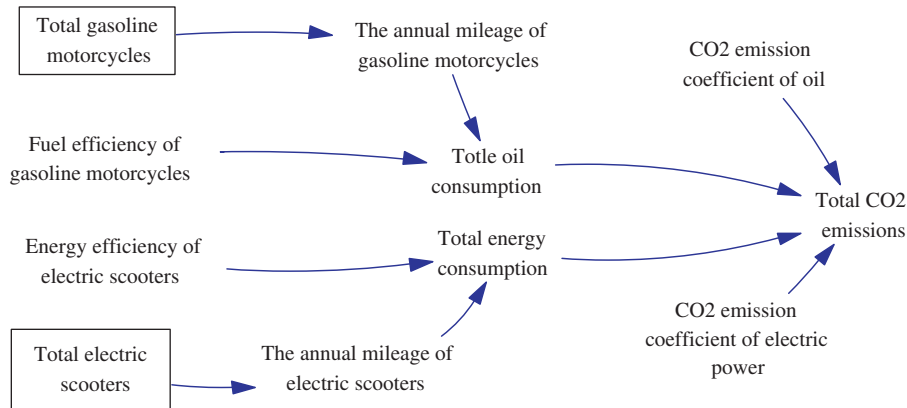 Total gasoline
motorcycles
The annual mileage of
gasoline motorcycles
CO2 emission
coefficient of oil
Fuel efficiency of
gasoline motorcycles
Totle oil
consumption
Total CO2
emissions
Energy efficiency of
electric scooters
Total energy
consumption
CO2 emission
coefficient of electric
power
Total electric
scooters
The annual mileage of
electric scooters